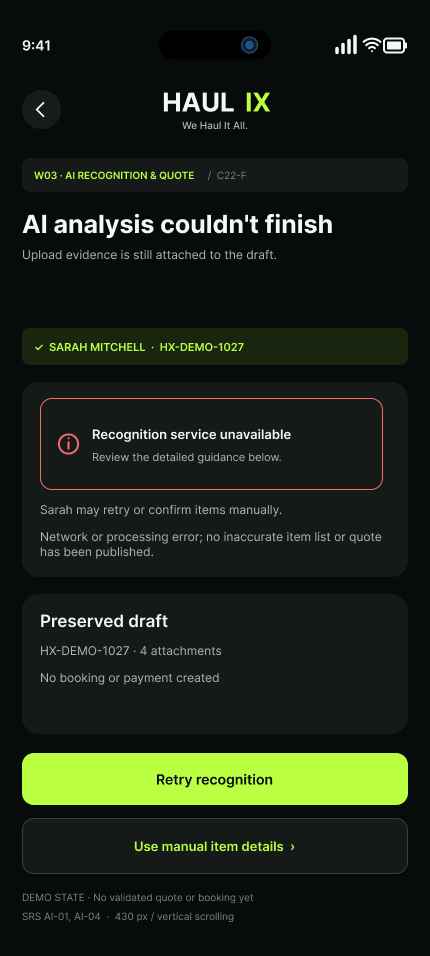 9:41
HAUL IX
We Haul It All.
W03 · AI RECOGNITION & QUOTE / C22-F
AI analysis couldn't finish
Upload evidence is still attached to the draft.
✓ SARAH MITCHELL · HX-DEMO-1027
Recognition service unavailable
Review the detailed guidance below.
Sarah may retry or confirm items manually.
Network or processing error; no inaccurate item list or quote
has been published.
Preserved draft
HX-DEMO-1027 · 4 attachments
No booking or payment created
Retry recognition
Use manual item details ›
DEMO STATE · No validated quote or booking yet
SRS AI-01, AI-04 · 430 px / vertical scrolling